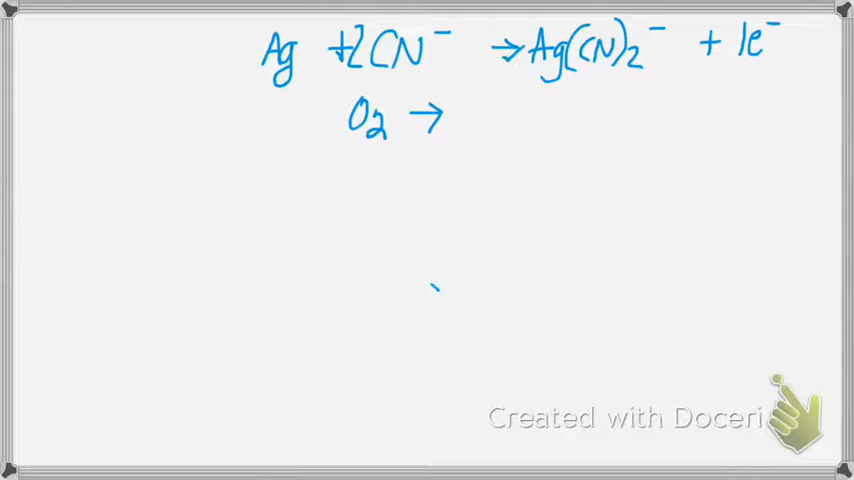 Ag + 2CN⁻ → Ag(CN)₂⁻ + 1e⁻
O₂ →
Created with Doceri